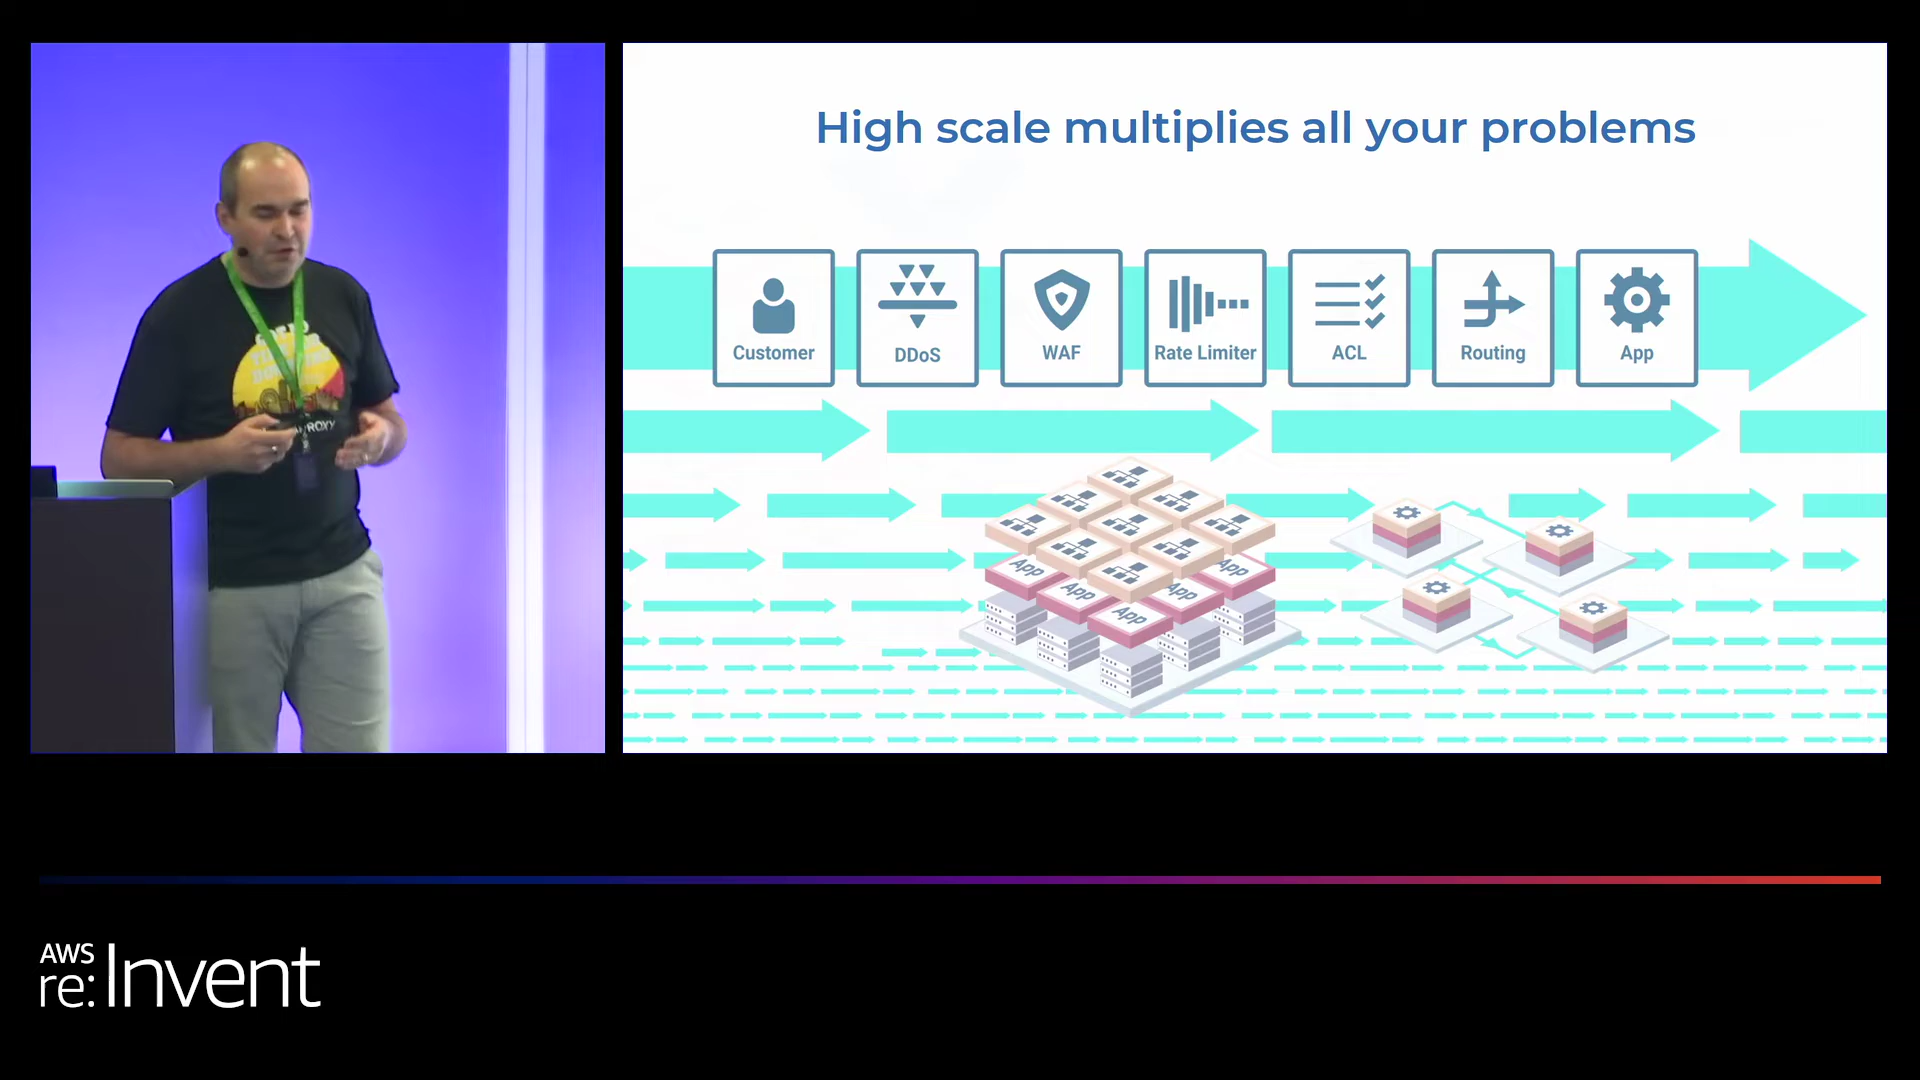 High scale multiplies all your problems
Customer
DDoS
WAF
Rate Limiter
ACL
Routing
App
App
App
App
App
App
AWS
re:Invent